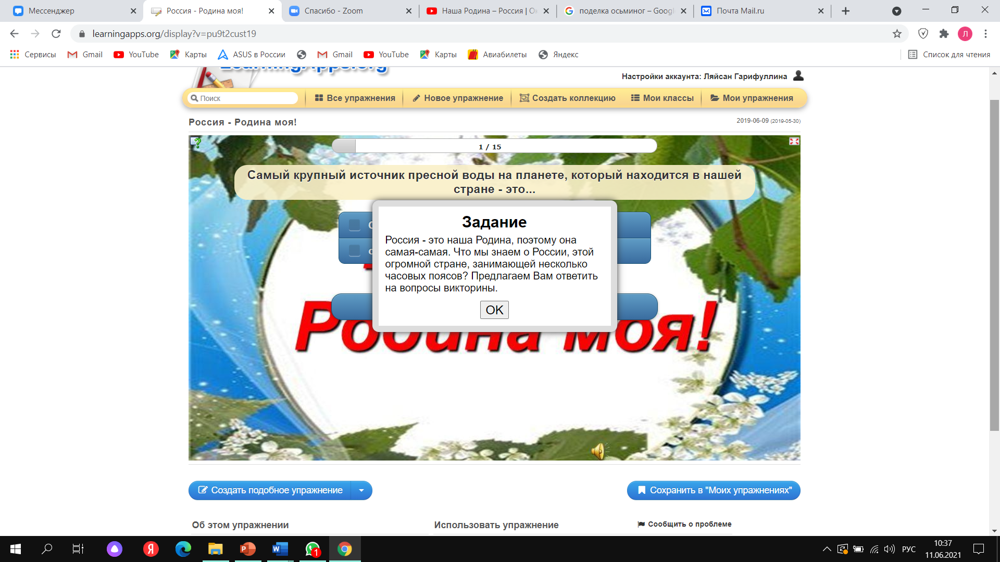 Мессенджер
Россия - Родина моя!
Спасибо - Zoom
Наша Родина – Россия | Ок
поделка осьминог – Googl
Почта Mail.ru
learningapps.org/display?v=pu9t2cust19
Л
Сервисы
Gmail
YouTube
Карты
ASUS в России
Gmail
YouTube
Карты
Авиабилеты
Яндекс
Список для чтения
LearningApps.org
Настройки аккаунта: Ляйсан Гарифуллина
Поиск
Все упражнения
Новое упражнение
Создать коллекцию
Мои классы
Мои упражнения
Россия - Родина моя!
2019-06-09 (2019-05-30)
1 / 15
Самый крупный источник пресной воды на планете, который находится в нашей
стране - это...
Задание
Россия - это наша Родина, поэтому она
самая-самая. Что мы знаем о России, этой
огромной стране, занимающей несколько
часовых поясов? Предлагаем Вам ответить
на вопросы викторины.
OK
Родина моя!
Создать подобное упражнение
Сохранить в "Моих упражнениях"
Об этом упражнении
Использовать упражнение
Сообщить о проблеме
1
РУС
10:37
11.06.2021